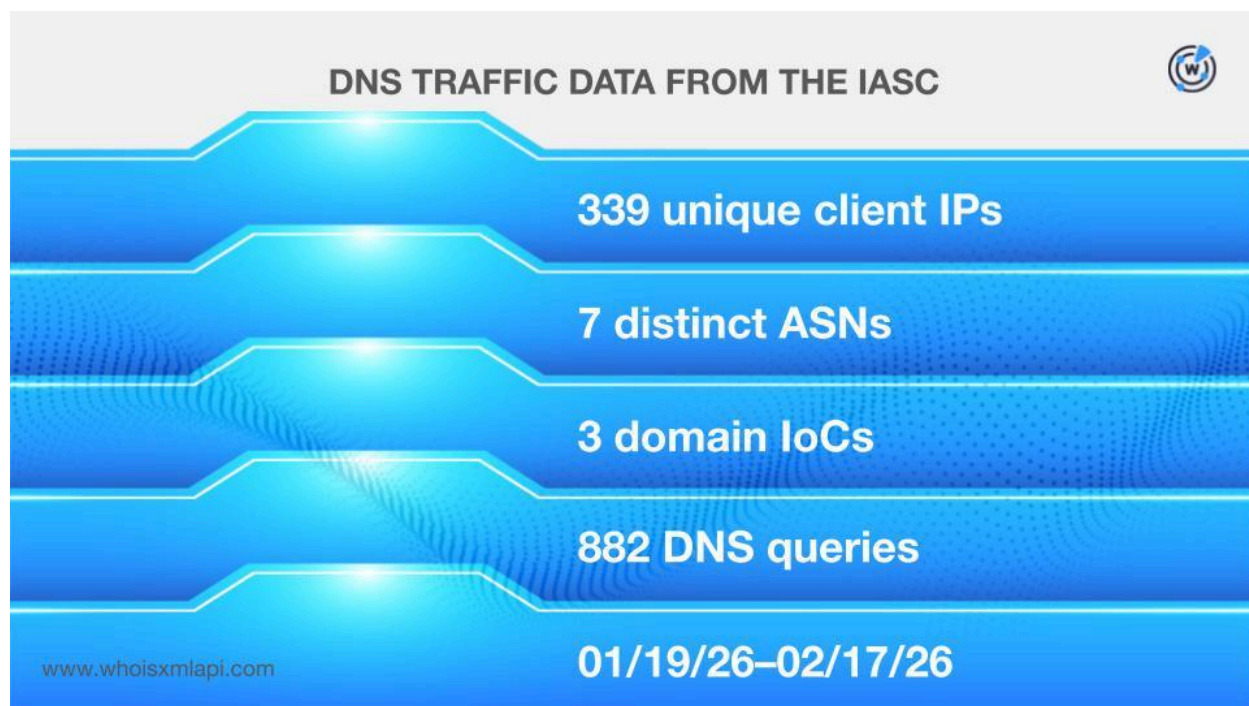 DNS TRAFFIC DATA FROM THE IASC
W
339 unique client IPs
7 distinct ASNs
3 domain IoCs
882 DNS queries
01/19/26–02/17/26
www.whoisxmlapi.com